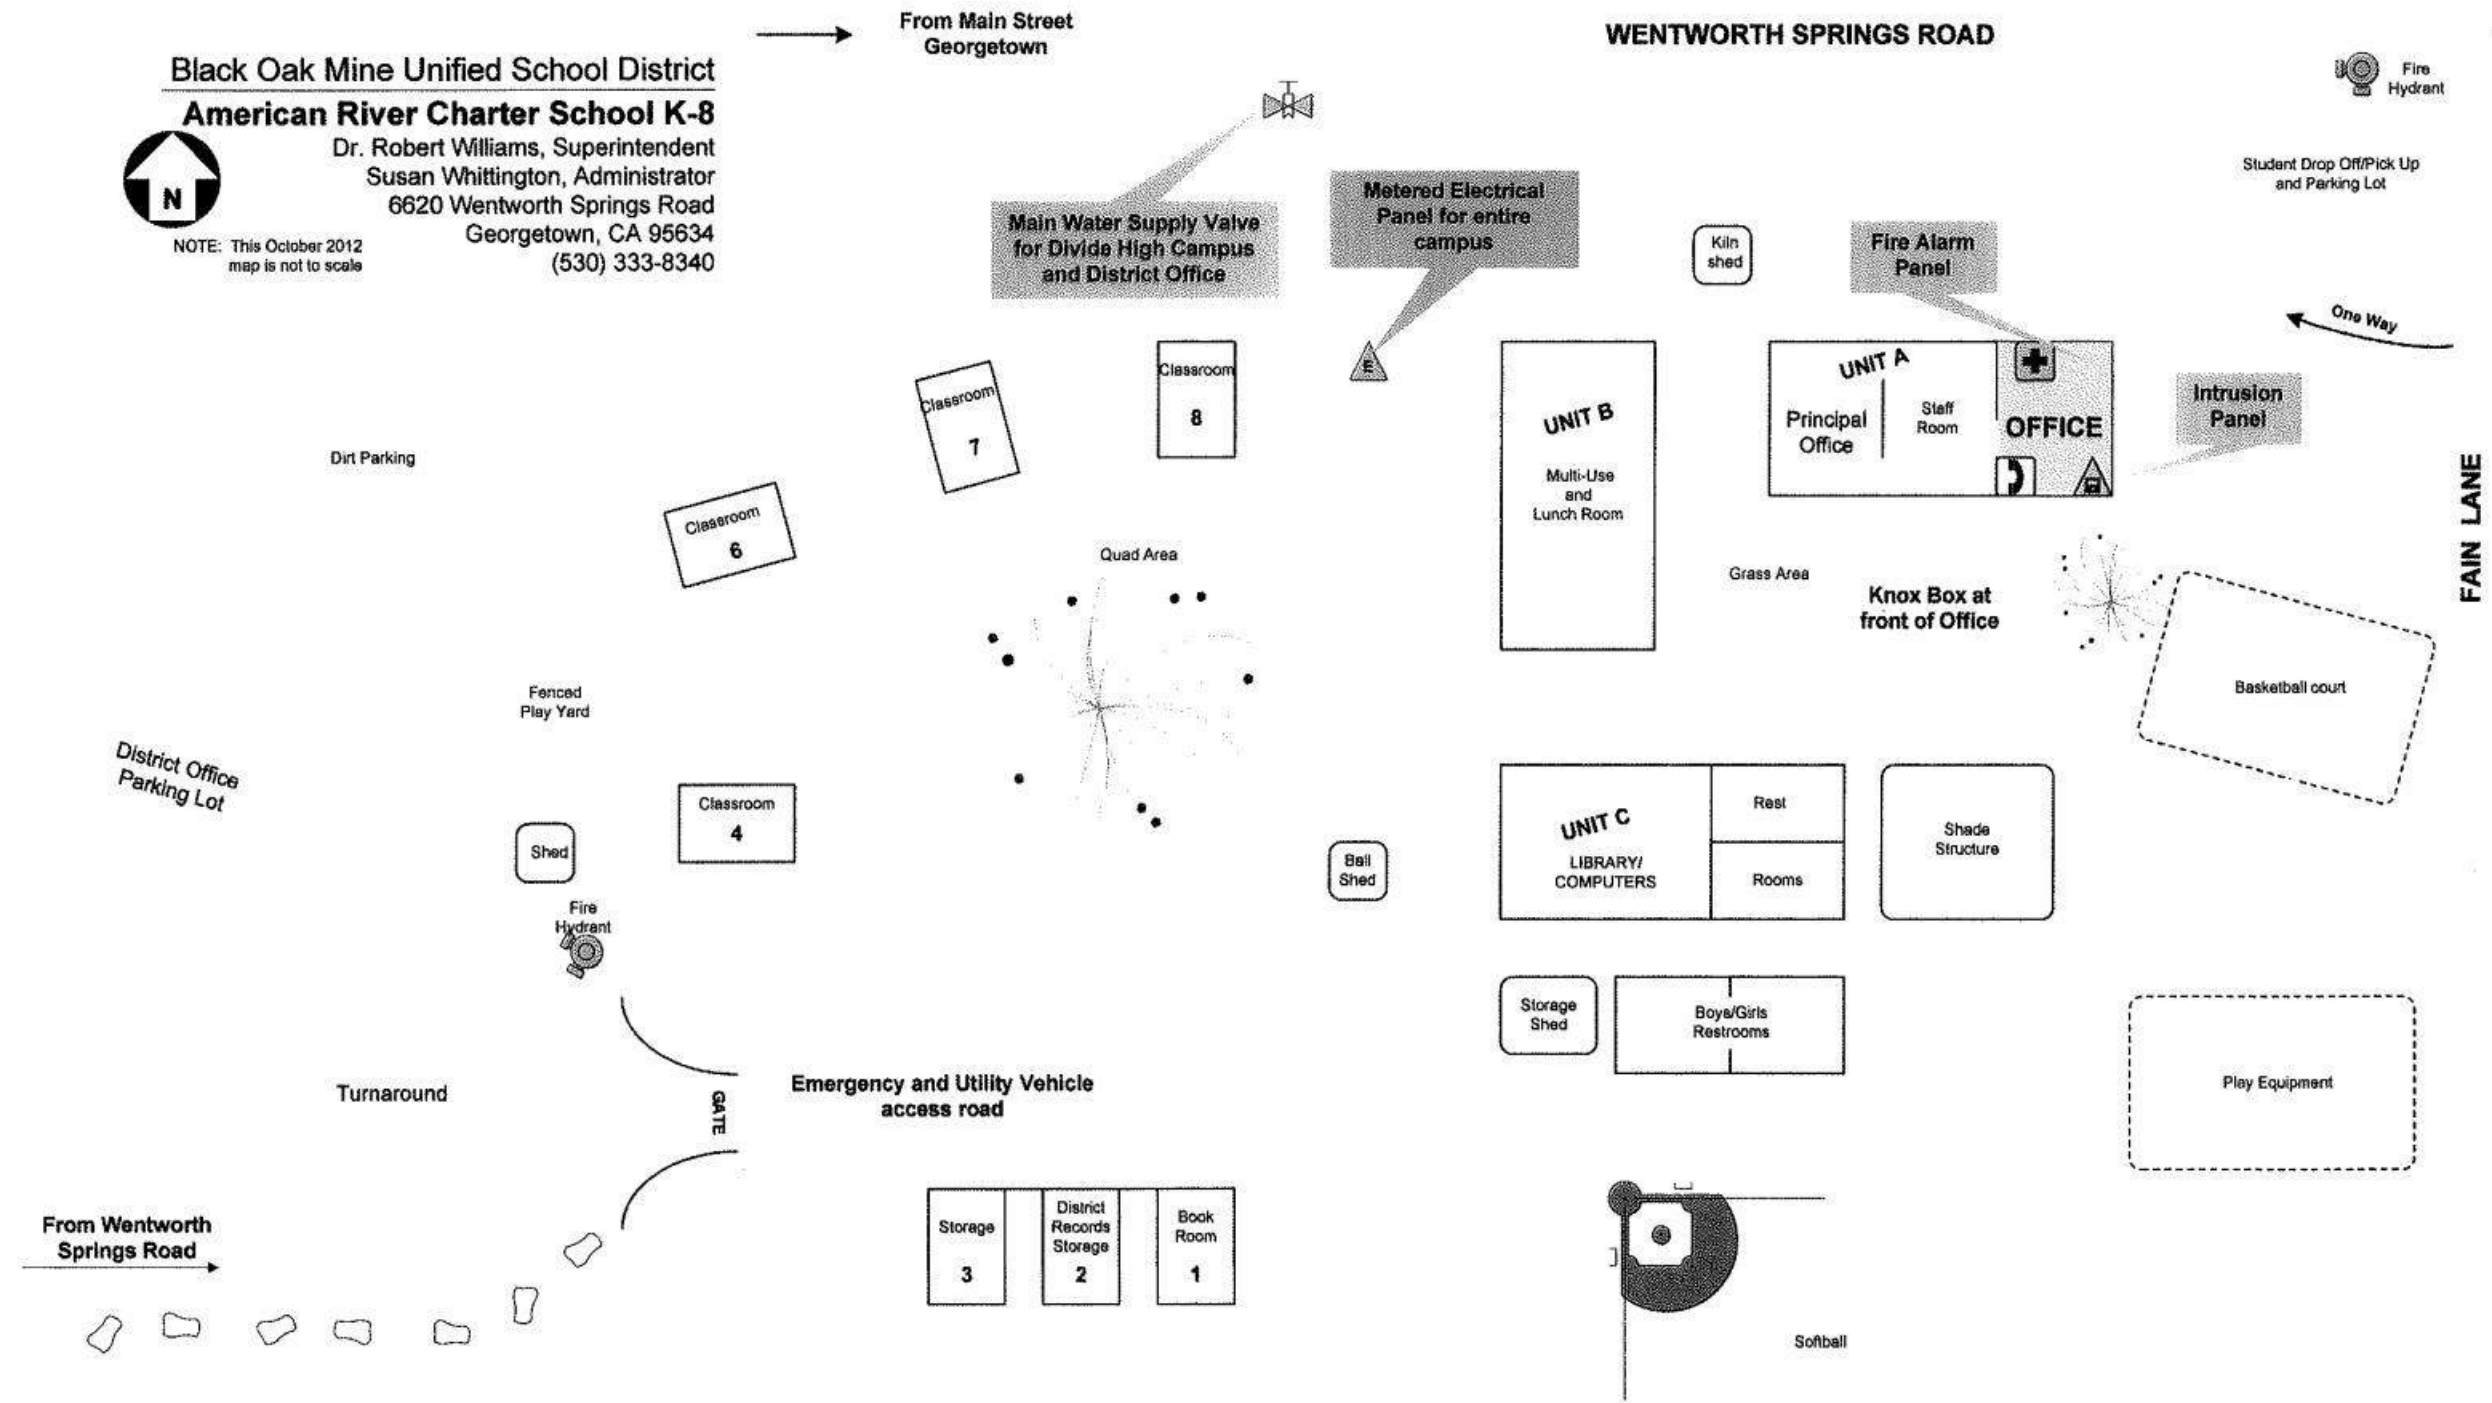 From Main Street
Georgetown
WENTWORTH SPRINGS ROAD
Fire
Hydrant
Black Oak Mine Unified School District
American River Charter School K-8
Dr. Robert Williams, Superintendent
Susan Whittington, Administrator
6620 Wentworth Springs Road
Georgetown, CA 95634
(530) 333-8340
N
NOTE: This October 2012
map is not to scale
Student Drop Off/Pick Up
and Parking Lot
Main Water Supply Valve
for Divide High Campus
and District Office
Metered Electrical
Panel for entire
campus
Kiln
shed
Fire Alarm
Panel
One Way
Intrusion
Panel
FAIN LANE
Classroom
8
Classroom
7
Classroom
6
E
UNIT B
Multi-Use
and
Lunch Room
UNIT A
Principal
Office
Staff
Room
OFFICE
Dirt Parking
Quad Area
Grass Area
Knox Box at
front of Office
Basketball court
Fenced
Play Yard
District Office
Parking Lot
Classroom
4
Shed
Fire
Hydrant
Ball
Shed
UNIT C
LIBRARY/
COMPUTERS
Rest
Rooms
Shade
Structure
Storage
Shed
Boys/Girls
Restrooms
Play Equipment
Turnaround
GATE
Emergency and Utility Vehicle
access road
From Wentworth
Springs Road
Storage
3
District
Records
Storage
2
Book
Room
1
Softball